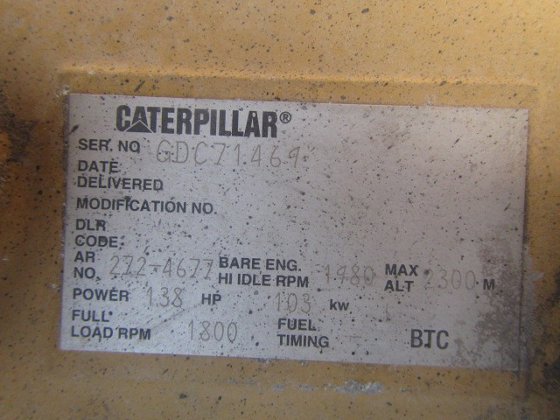 CATERPILLAR®
SER. NO GDC71469
DATE
DELIVERED
MODIFICATION NO.
DLR
CODE
AR NO. 272-4677 BARE ENG. HI IDLE RPM 1980 MAX ALT 2300 M
POWER 138 HP 103 kw
FULL LOAD RPM 1800 FUEL TIMING BTC